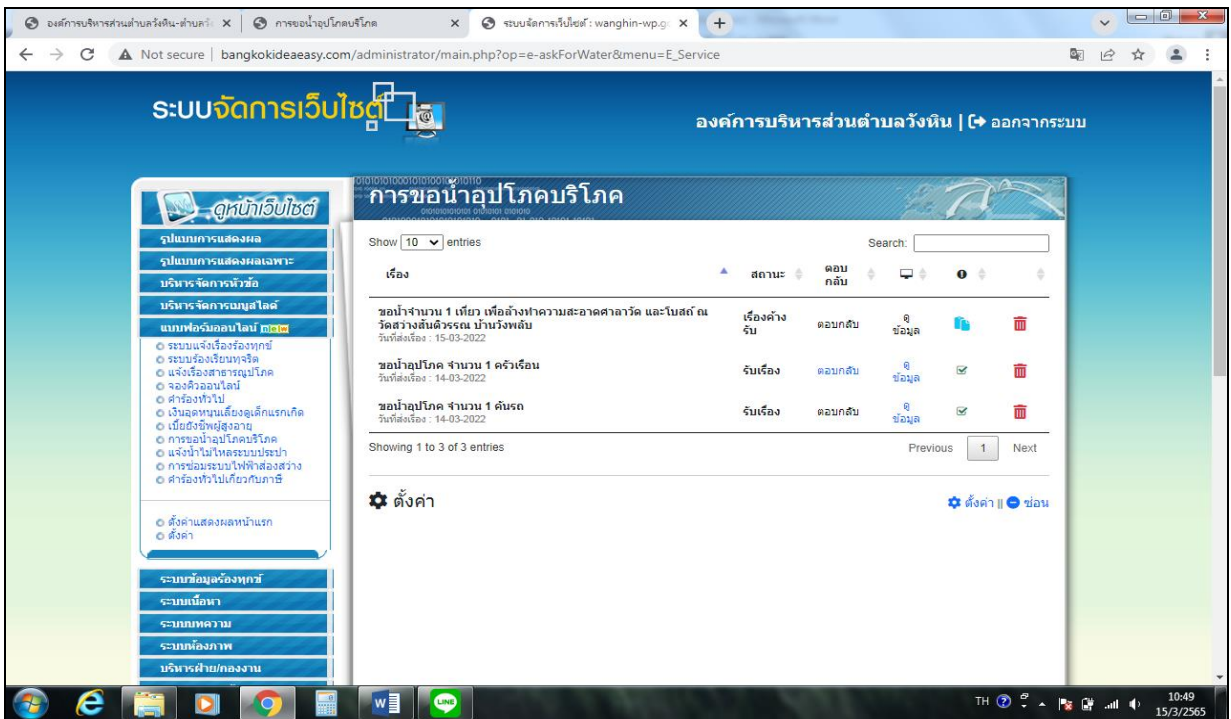 องค์การบริหารส่วนตำบลวังหิน-ตำบลวัง
การขอน้ำอุปโภคบริโภค
ระบบจัดการเว็บไซต์ : wanghin-wp.go
Not secure | bangkokideaeasy.com/administrator/main.php?op=e-askForWater&menu=E_Service
ระบบจัดการเว็บไซต์
องค์การบริหารส่วนตำบลวังหิน | ออกจากระบบ
ดูหน้าเว็บไซต์
รูปแบบการแสดงผล
รูปแบบการแสดงผลเฉพาะ
บริหารจัดการหัวข้อ
บริหารจัดการเมนูสไลด์
แบบฟอร์มออนไลน์ new
ระบบแจ้งเรื่องร้องทุกข์
ระบบร้องเรียนทุจริต
แจ้งเรื่องสาธารณูปโภค
จองคิวออนไลน์
คำร้องทั่วไป
เงินอุดหนุนเลี้ยงดูเด็กแรกเกิด
เบี้ยยังชีพผู้สูงอายุ
การขอน้ำอุปโภคบริโภค
แจ้งน้ำไม่ไหลระบบประปา
การซ่อมระบบไฟฟ้าส่องสว่าง
คำร้องทั่วไปเกี่ยวกับภาษี
ตั้งค่าแสดงผลหน้าแรก
ตั้งค่า
ระบบข้อมูลร้องทุกข์
ระบบเนื้อหา
ระบบบทความ
ระบบห้องภาพ
บริหารฝ่าย/กองงาน
การขอน้ำอุปโภคบริโภค
Show 10 entries
Search:
เรื่อง สถานะ ตอบกลับ
ขอน้ำจำนวน 1 เที่ยว เพื่อล้างทำความสะอาดศาลาวัด และโบสถ์ ณ
วัดสว่างสันติวรรณ บ้านวังพลับ
วันที่ส่งเรื่อง : 15-03-2022
เรื่องค้างรับ ตอบกลับ ดูข้อมูล
ขอน้ำอุปโภค จำนวน 1 ครัวเรือน
วันที่ส่งเรื่อง : 14-03-2022
รับเรื่อง ตอบกลับ ดูข้อมูล
ขอน้ำอุปโภค จำนวน 1 คันรถ
วันที่ส่งเรื่อง : 14-03-2022
รับเรื่อง ตอบกลับ ดูข้อมูล
Showing 1 to 3 of 3 entries
Previous 1 Next
ตั้งค่า
ตั้งค่า || ซ่อน
TH
10:49
15/3/2565